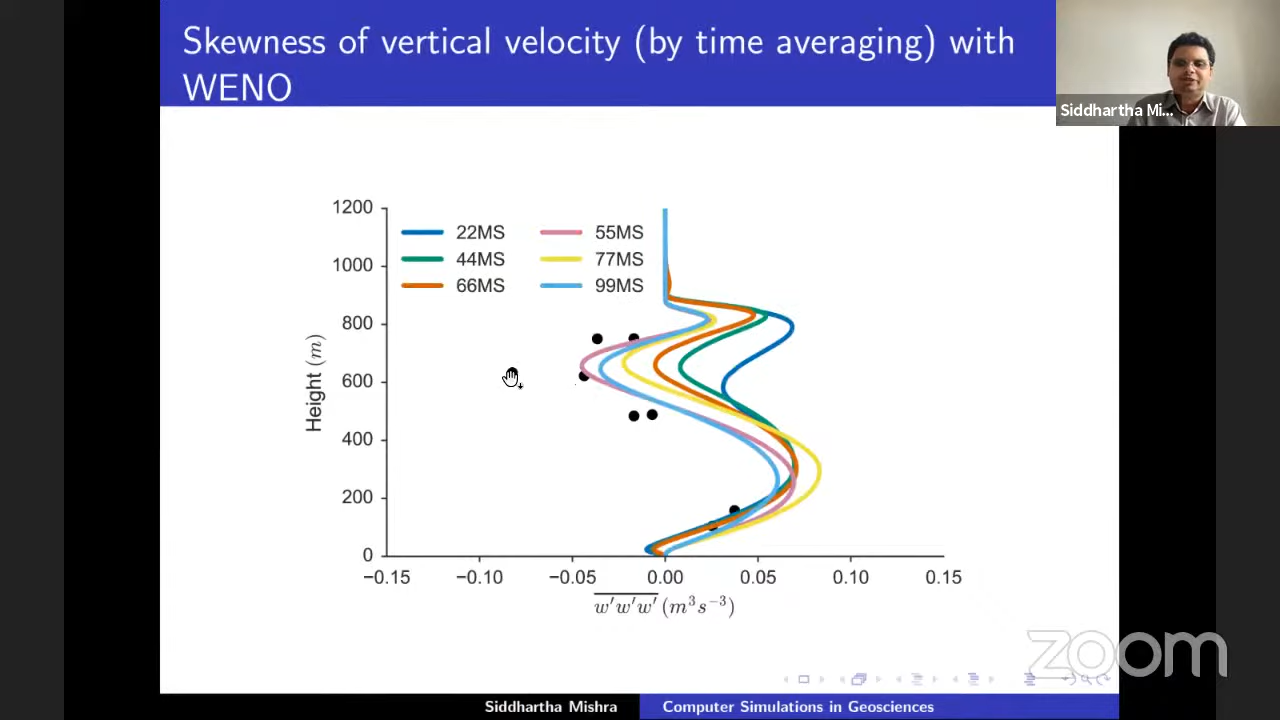 Skewness of vertical velocity (by time averaging) with
WENO
Siddhartha Mi...
1200
1000
800
600
400
200
0
Height (m)
22MS
44MS
66MS
55MS
77MS
99MS
−0.15
−0.10
−0.05
0.00
0.05
0.10
0.15
w′w′w′ (m³s⁻³)
zoom
Siddhartha Mishra
Computer Simulations in Geosciences